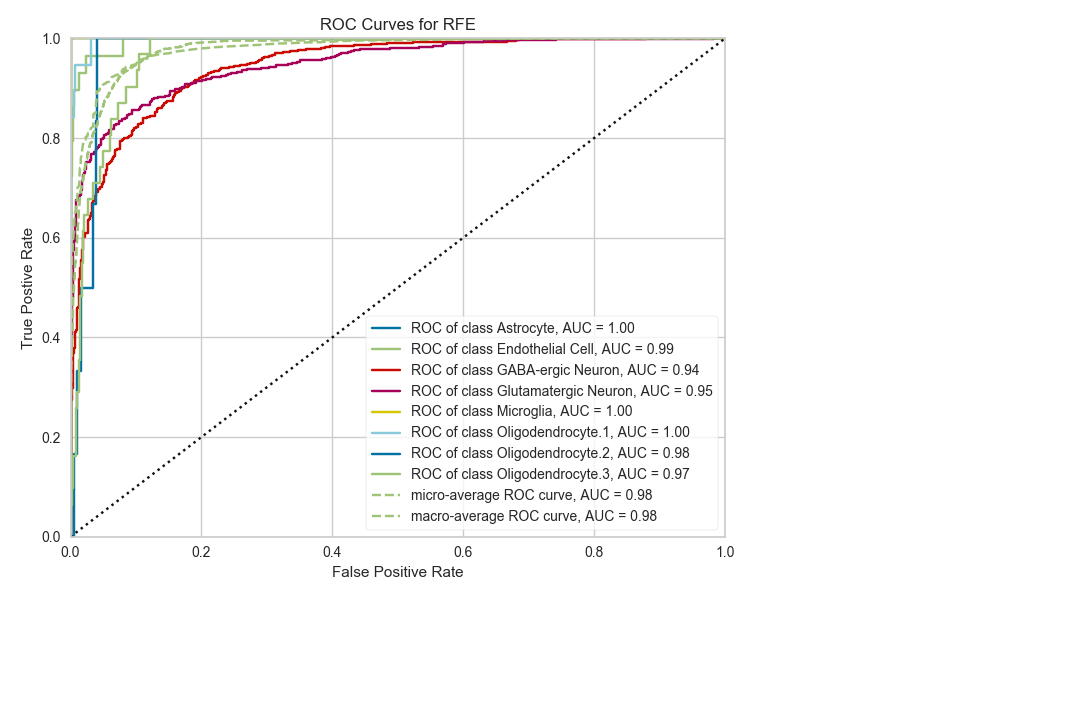 ROC Curves for RFE
1.0
0.8
0.6
0.4
0.2
0.0
True Postive Rate
ROC of class Astrocyte, AUC = 1.00
ROC of class Endothelial Cell, AUC = 0.99
ROC of class GABA-ergic Neuron, AUC = 0.94
ROC of class Glutamatergic Neuron, AUC = 0.95
ROC of class Microglia, AUC = 1.00
ROC of class Oligodendrocyte.1, AUC = 1.00
ROC of class Oligodendrocyte.2, AUC = 0.98
ROC of class Oligodendrocyte.3, AUC = 0.97
micro-average ROC curve, AUC = 0.98
macro-average ROC curve, AUC = 0.98
0.0 0.2 0.4 0.6 0.8 1.0
False Positive Rate